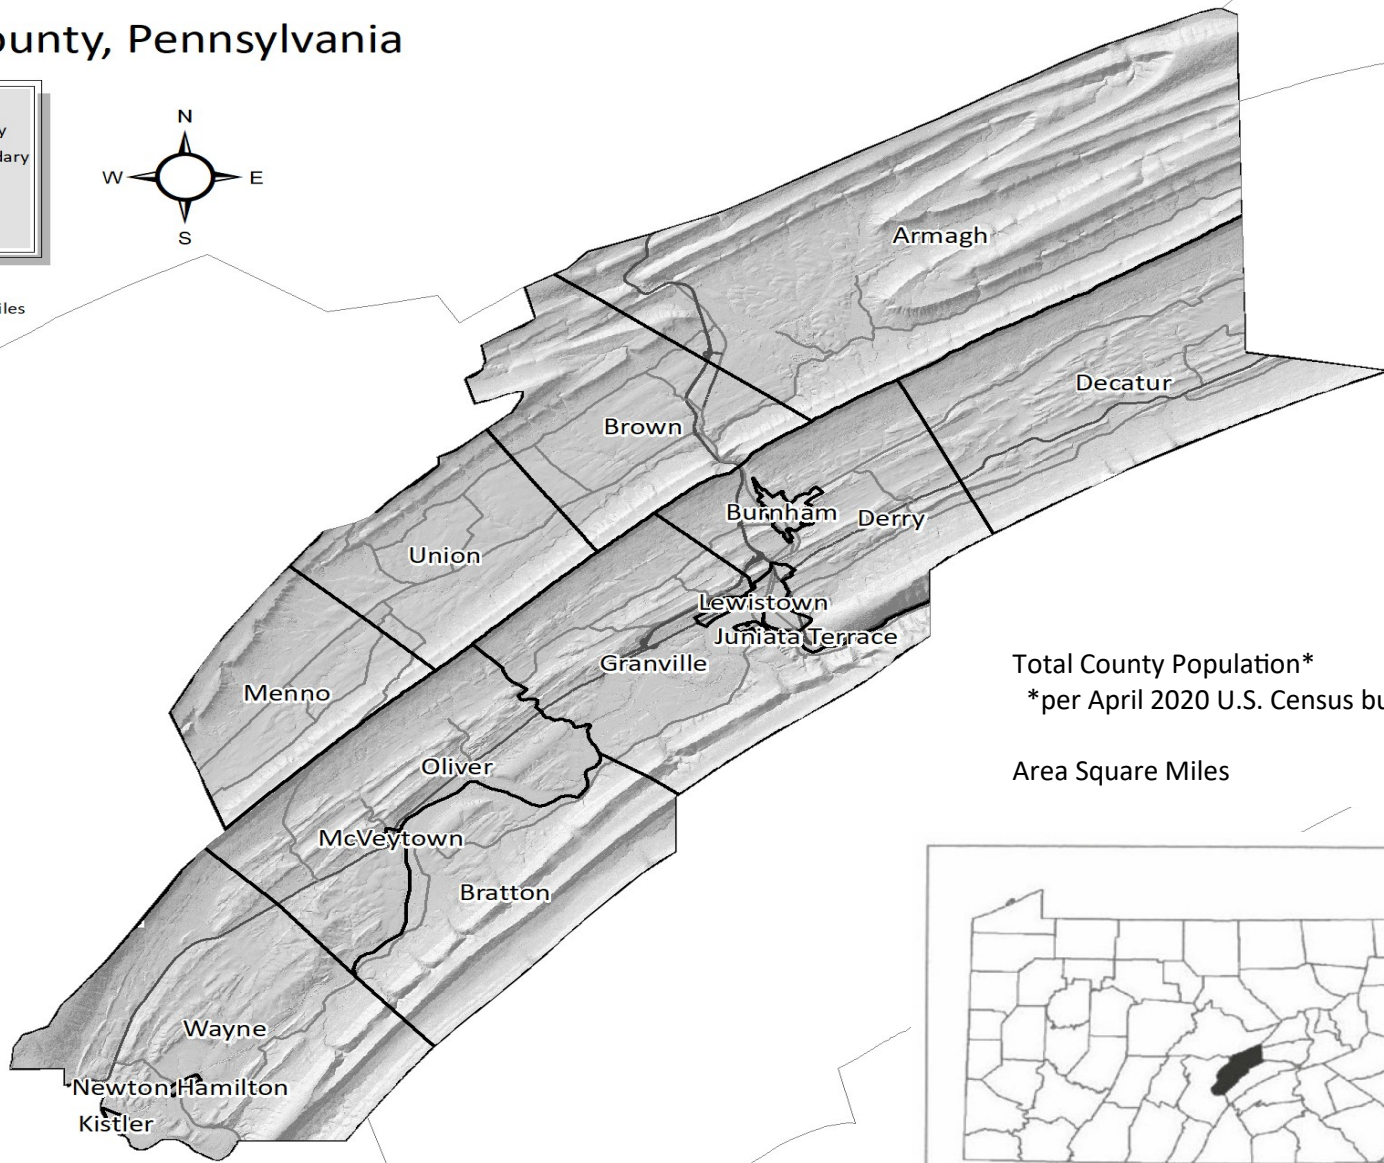 ounty, Pennsylvania
y
dary
iles
N
W E
S
Armagh
Decatur
Brown
Burnham
Derry
Union
Lewistown
Juniata Terrace
Granville
Menno
Oliver
McVeytown
Bratton
Wayne
Newton Hamilton
Kistler
Total County Population*
*per April 2020 U.S. Census bu
Area Square Miles